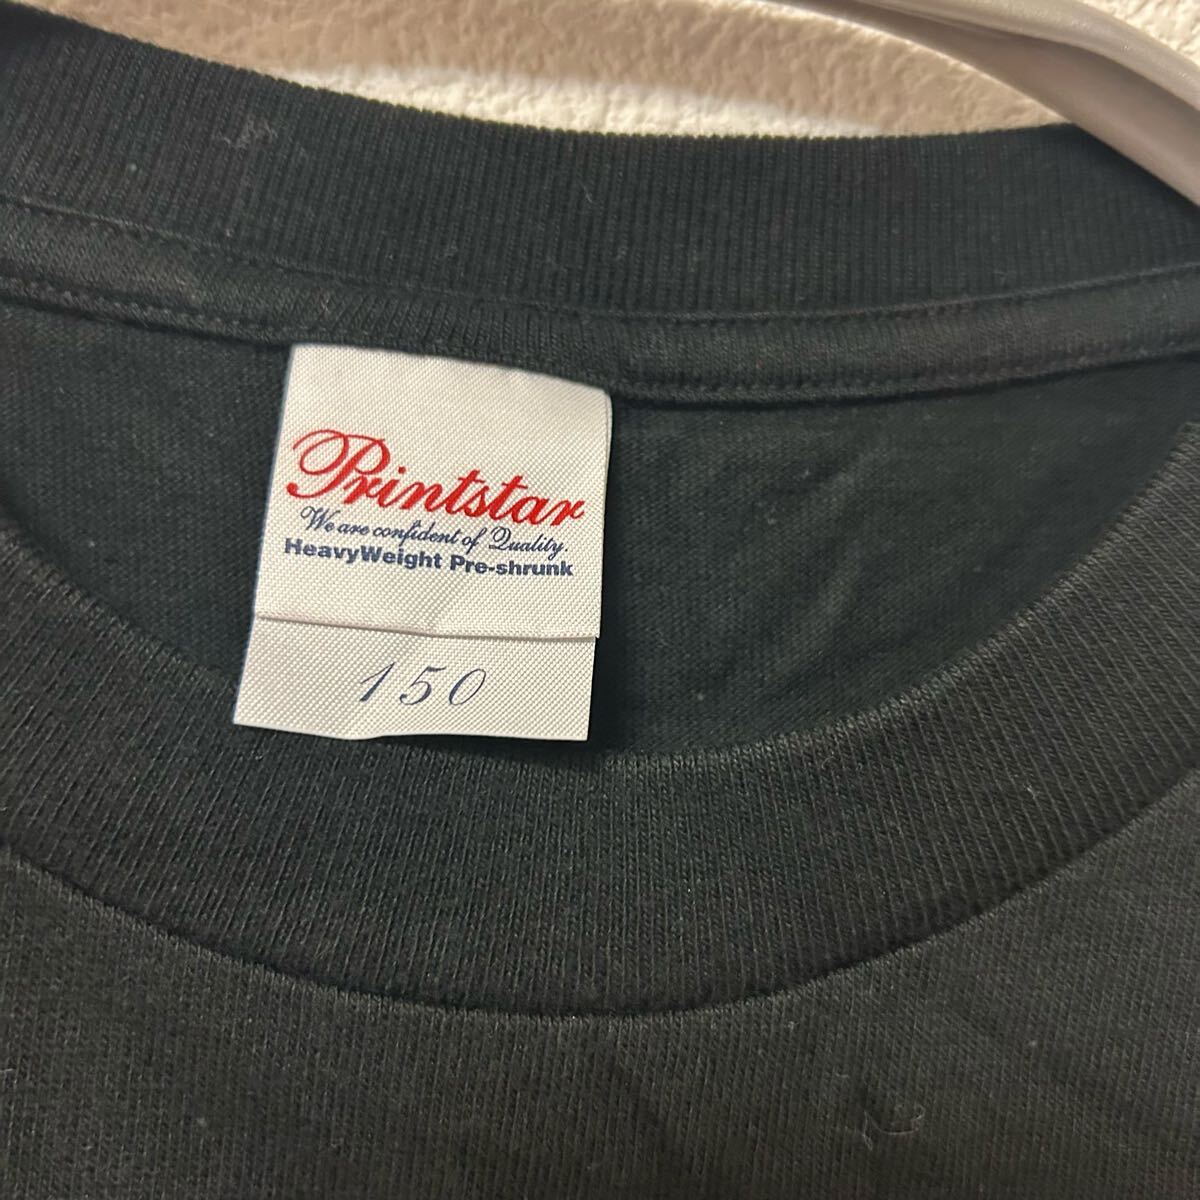 Printstar
We are confident of Quality.
HeavyWeight Pre-shrunk
150